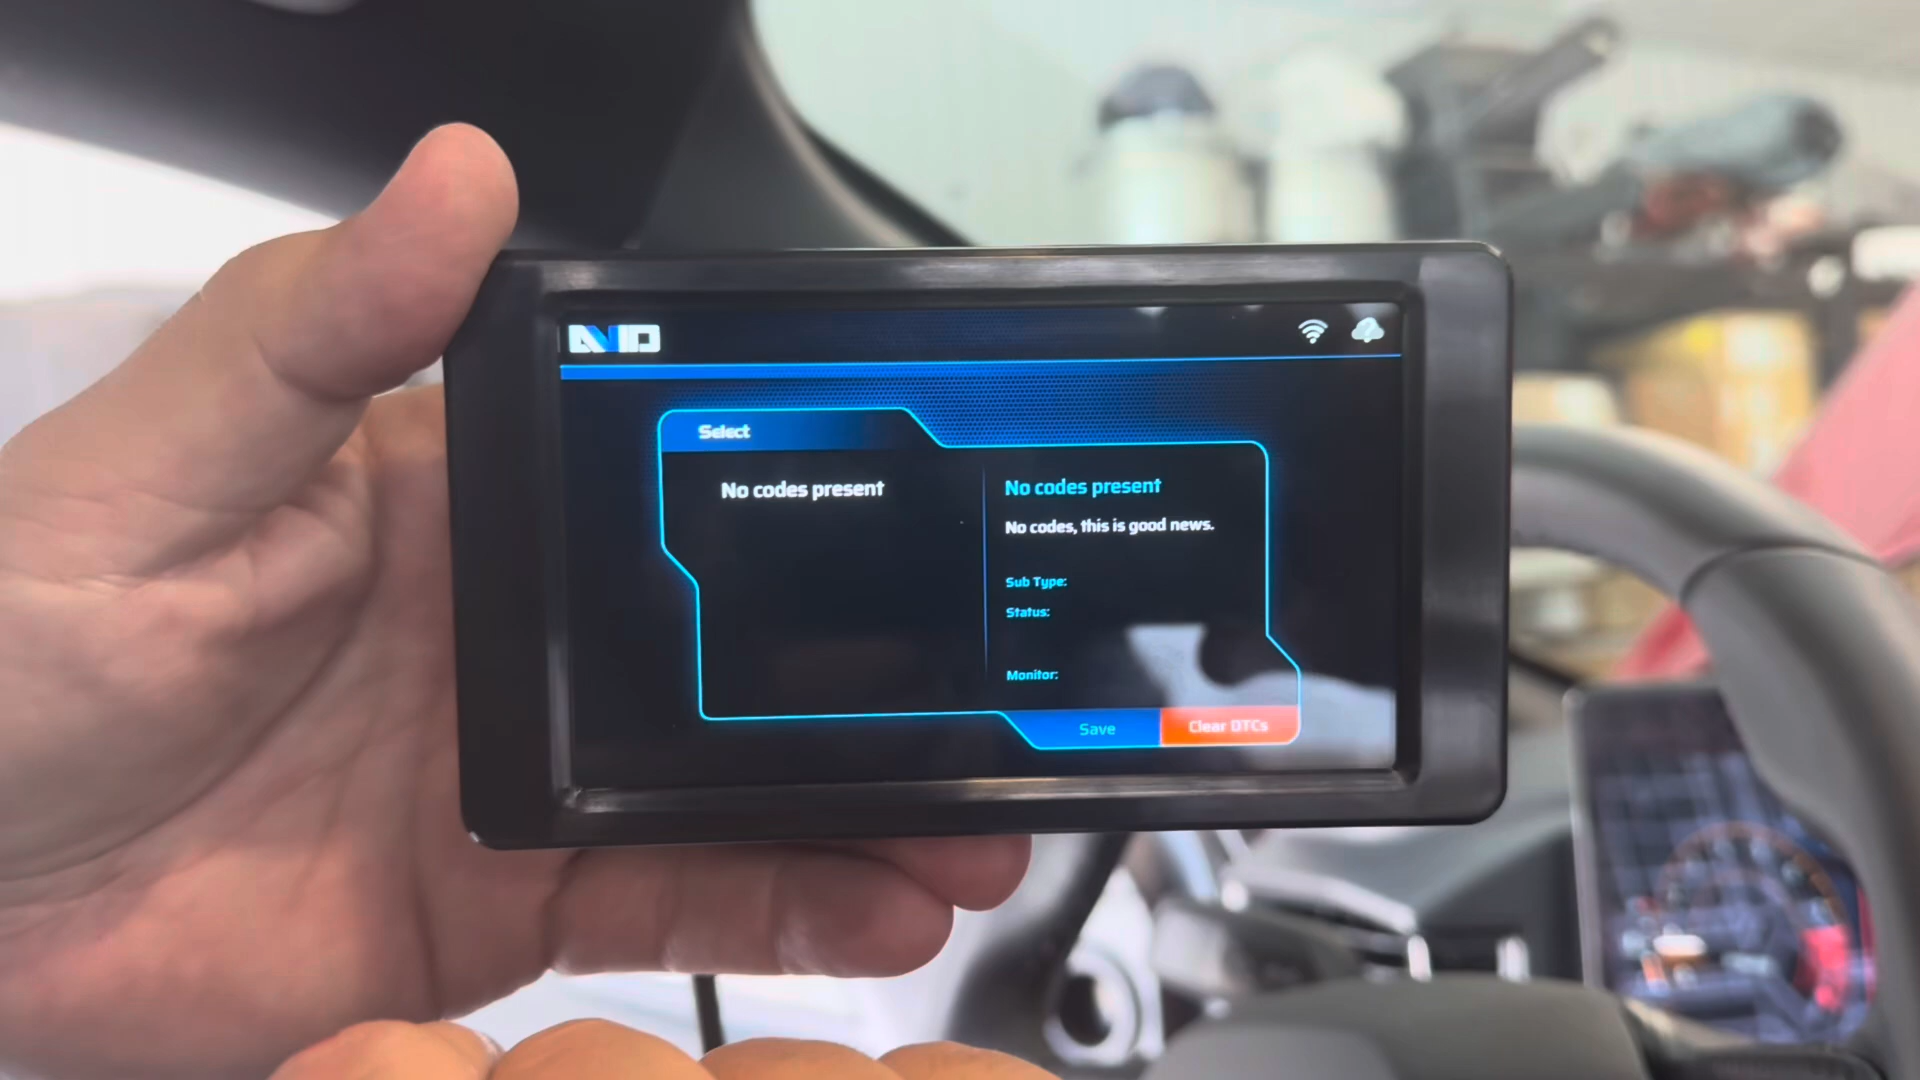 AVID
Select
No codes present
No codes present
No codes, this is good news.
Sub Type:
Status:
Monitor:
Save
Clear DTCs